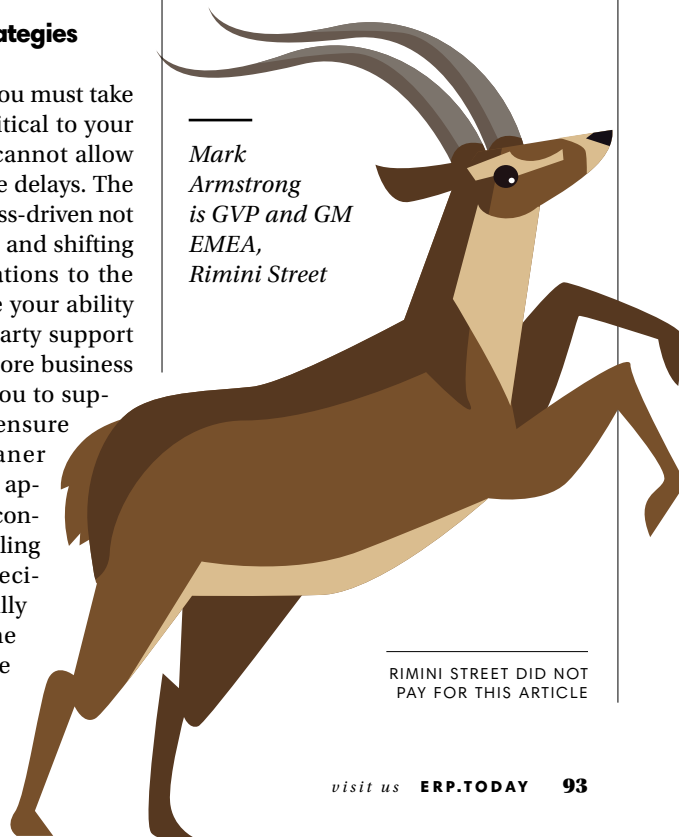 ategies
ou must take
itical to your
cannot allow
e delays. The
ss-driven not
and shifting
ations to the
e your ability
arty support
ore business
ou to sup-
ensure
aner
ap-
con-
ling
eci-
lly
ne
e
Mark
Armstrong
is GVP and GM
EMEA,
Rimini Street
RIMINI STREET DID NOT
PAY FOR THIS ARTICLE
visit us ERP.TODAY 93